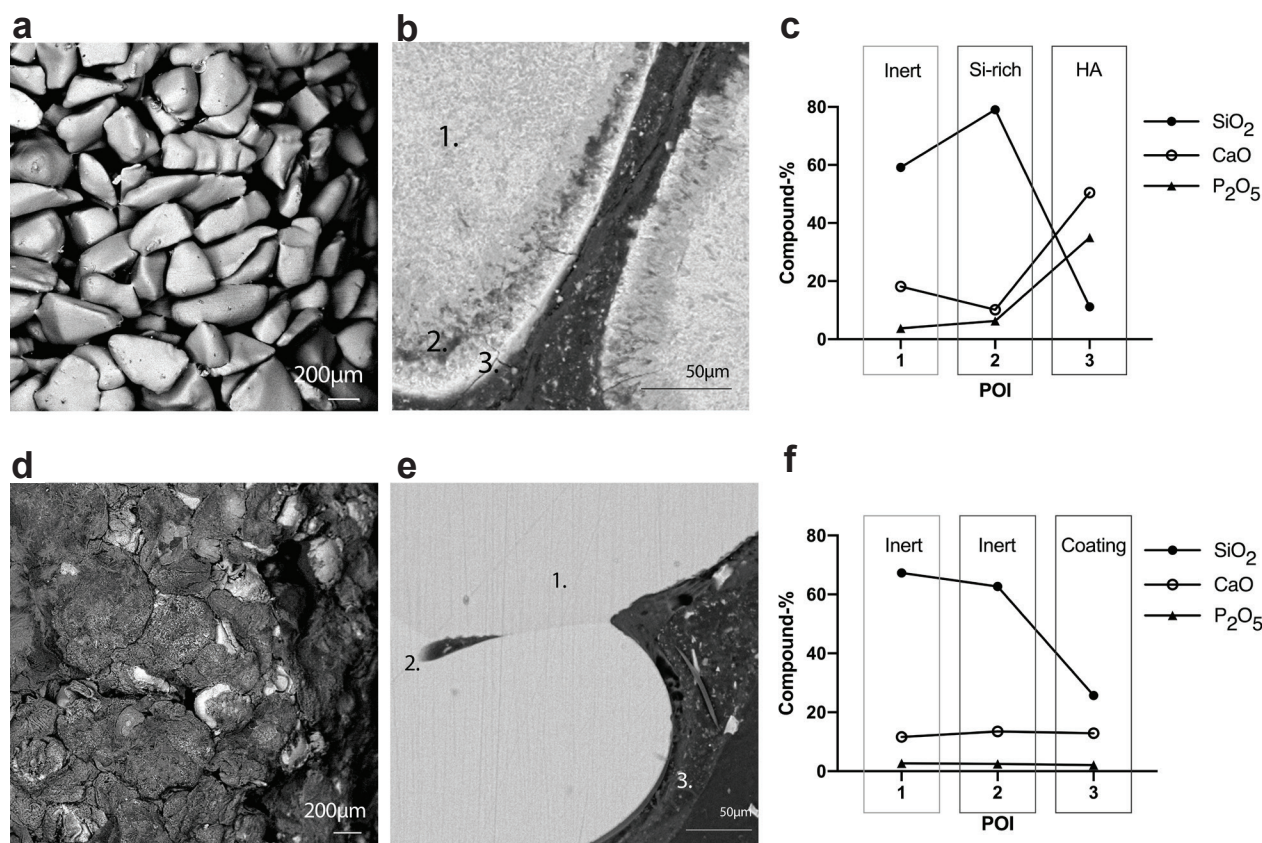 a
200µm
b
1.
2.
3.
50µm
c
Inert
Si-rich
HA
80
60
40
20
0
Compound-%
1
2
3
POI
SiO₂
CaO
P₂O₅
d
200µm
e
1.
2.
3.
50µm
f
Inert
Inert
Coating
80
60
40
20
0
Compound-%
1
2
3
POI
SiO₂
CaO
P₂O₅